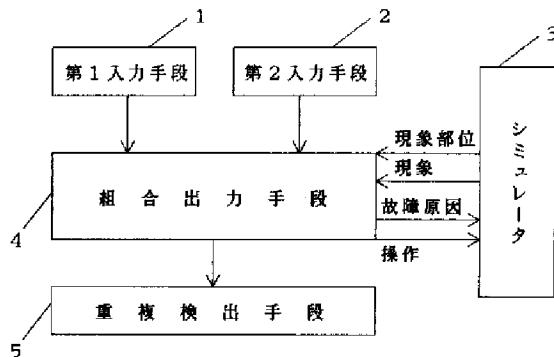 1
2
3
第1入力手段
第2入力手段
シミュレータ
現象部位
現象
組合出力手段
故障原因
4
操作
重複検出手段
5